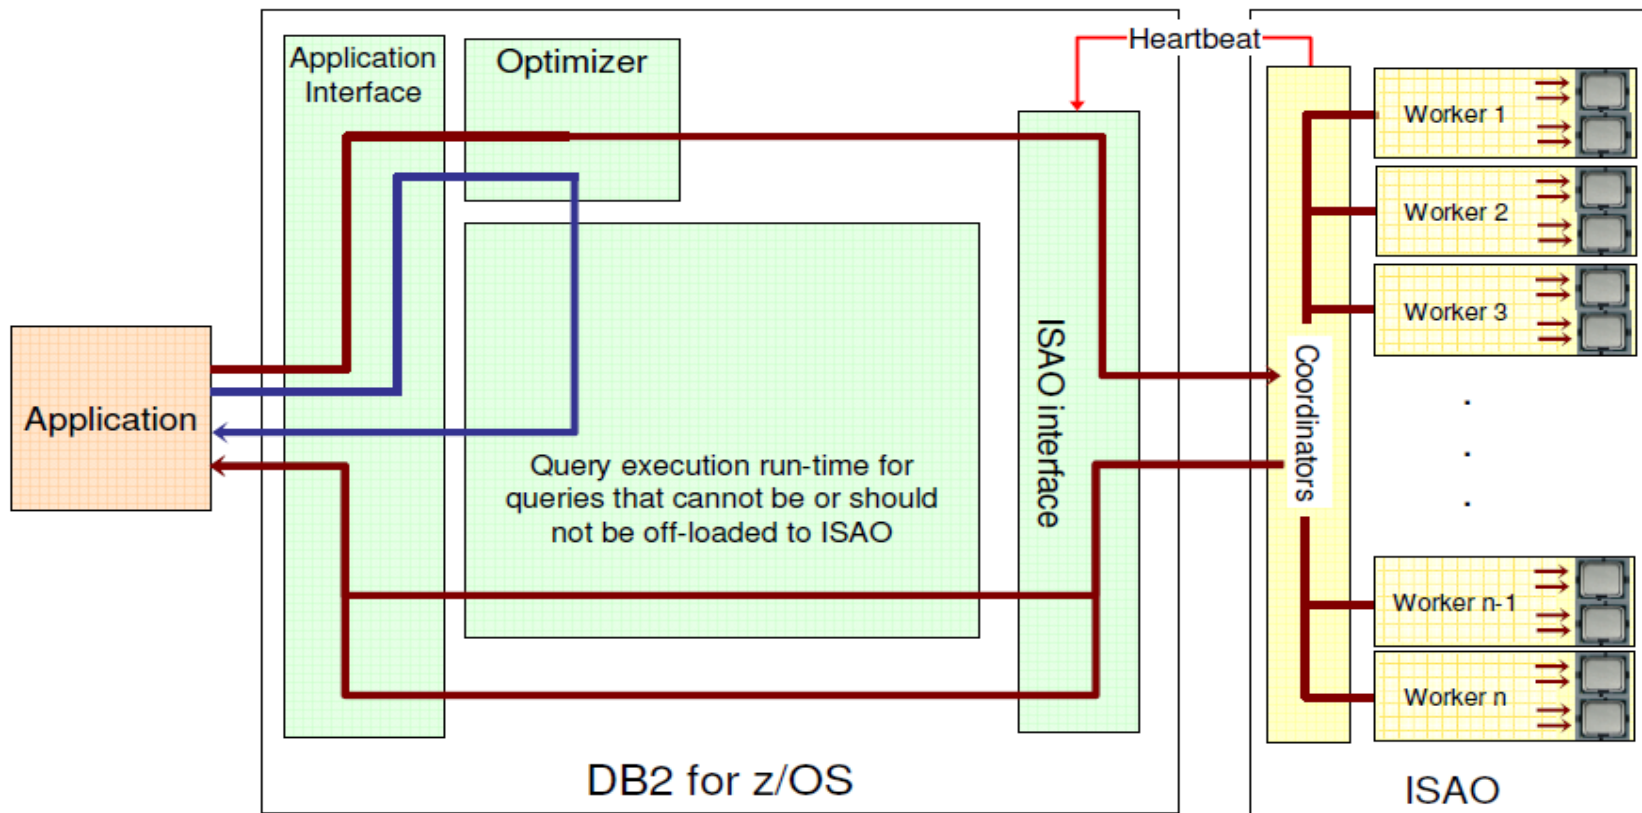 Application
Interface
Optimizer
Heartbeat
Worker 1
Worker 2
Worker 3
ISAO interface
Coordinators
Application
Query execution run-time for
queries that cannot be or should
not be off-loaded to ISAO
.
.
.
Worker n-1
Worker n
DB2 for z/OS
ISAO